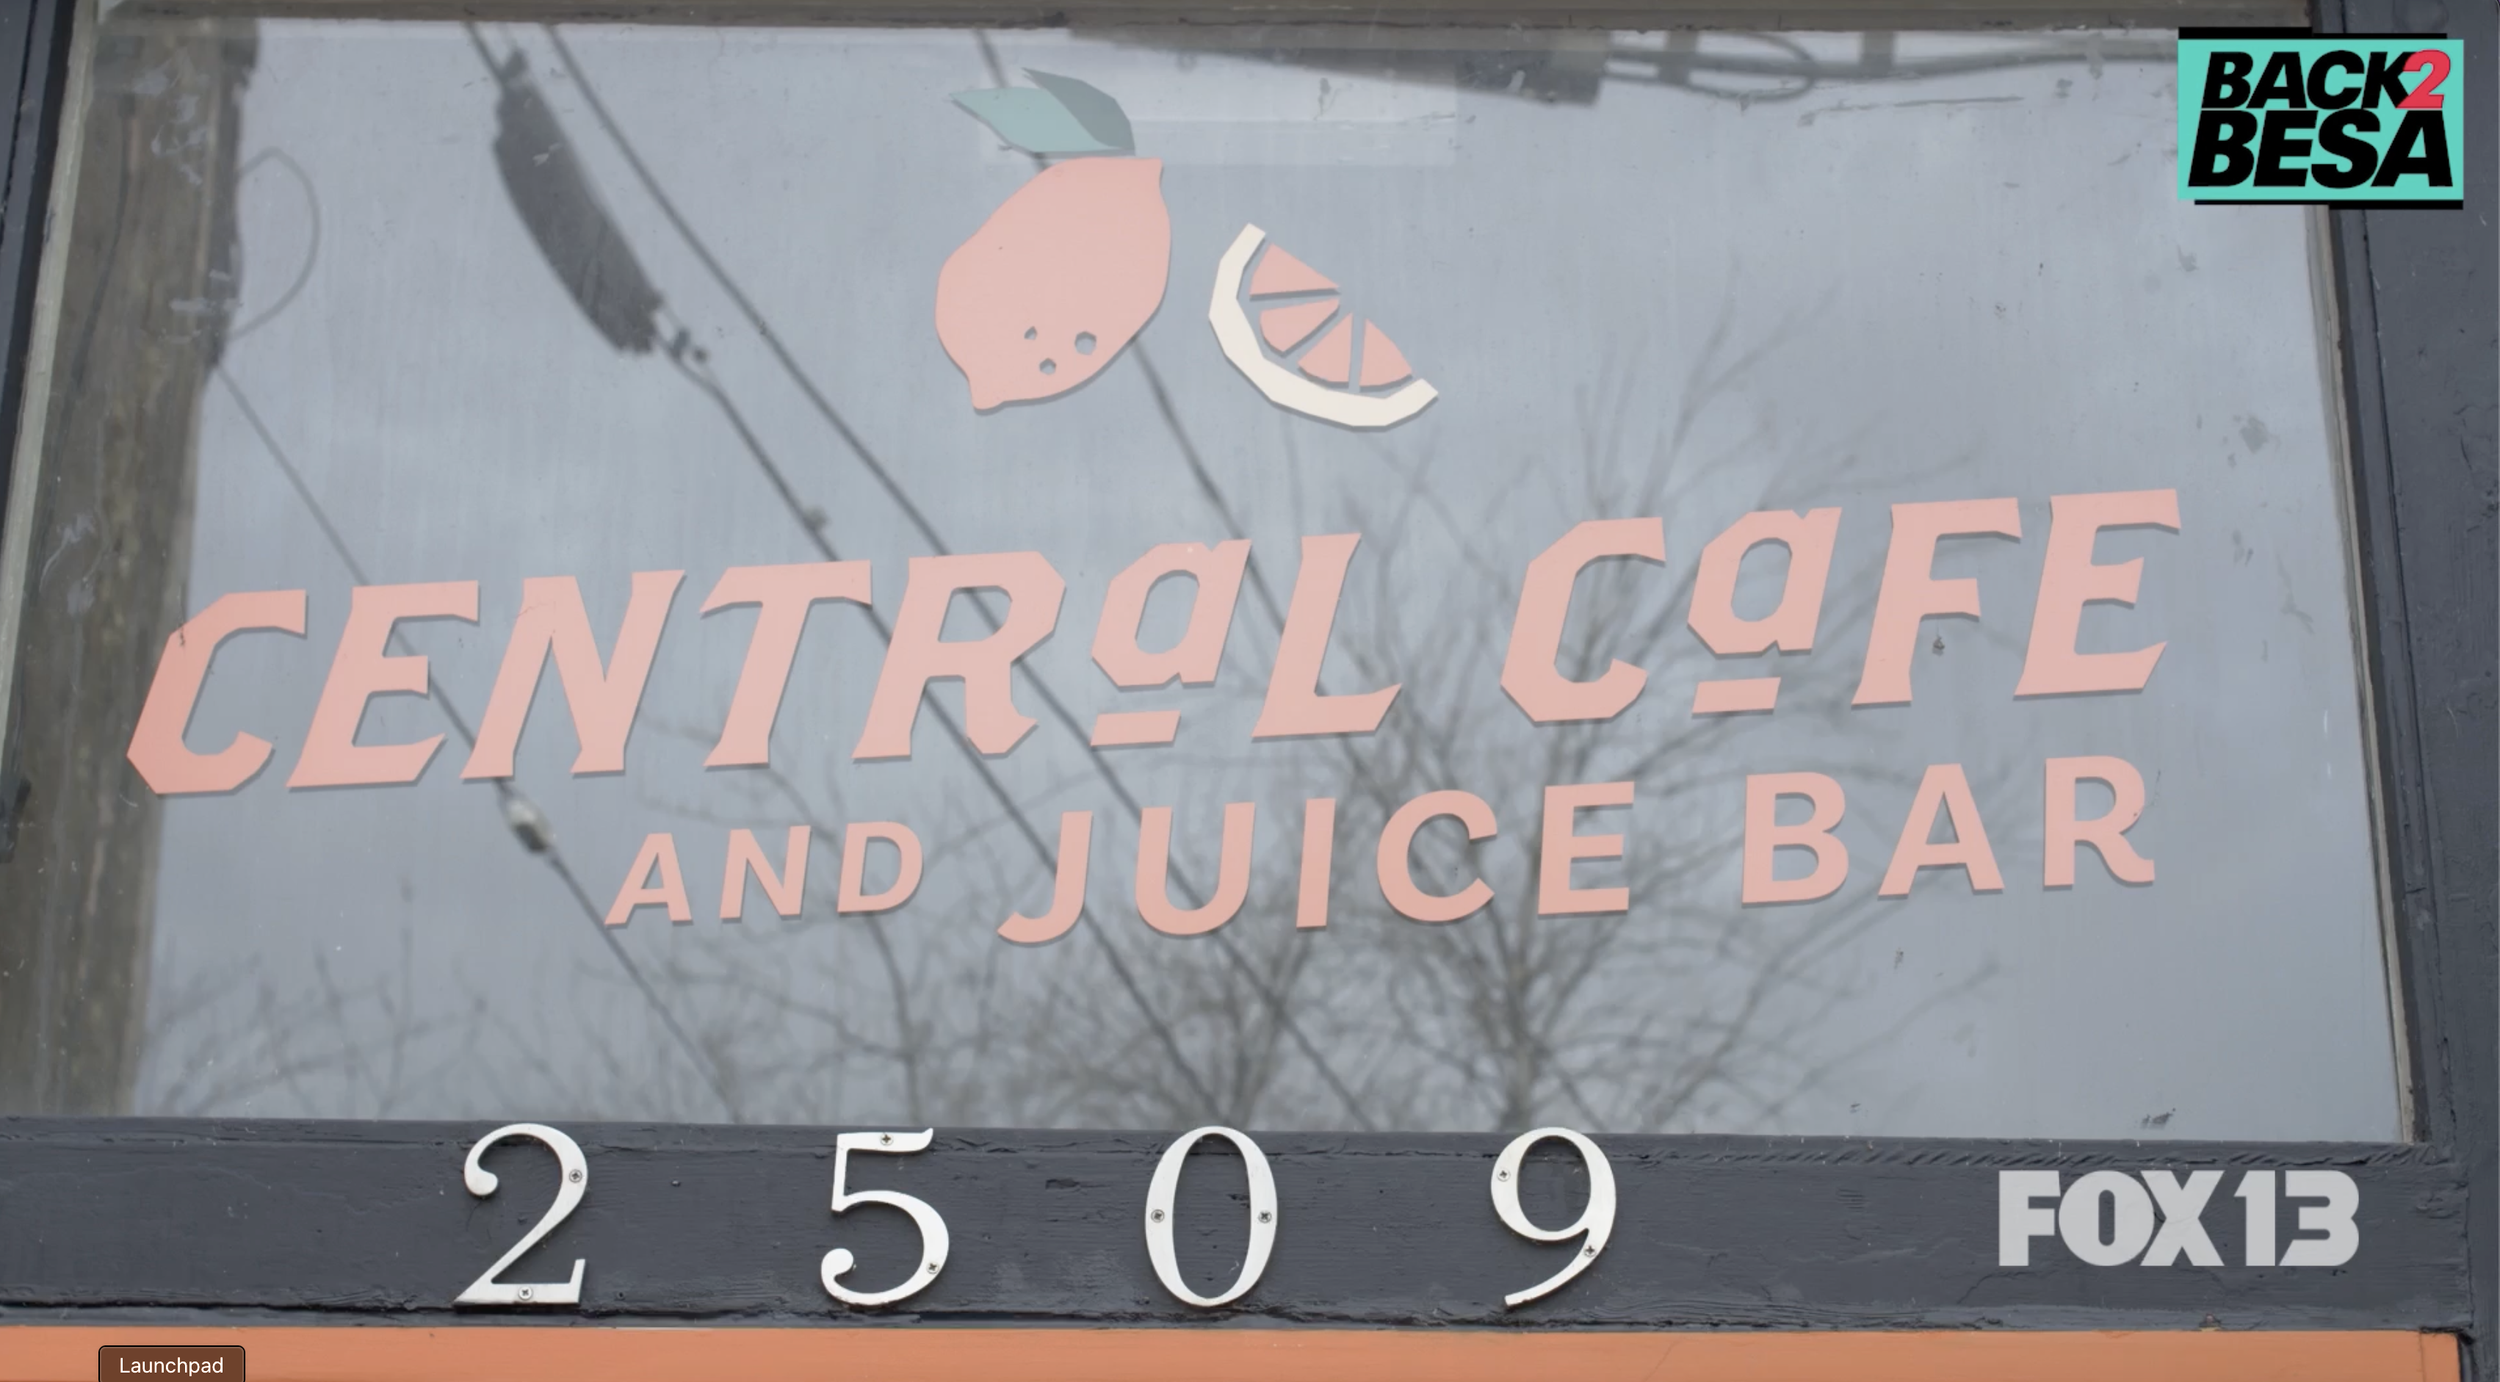 BACK2
BESA
CENTRaL CaFE
AND JUICE BAR
2509
FOX13
Launchpad